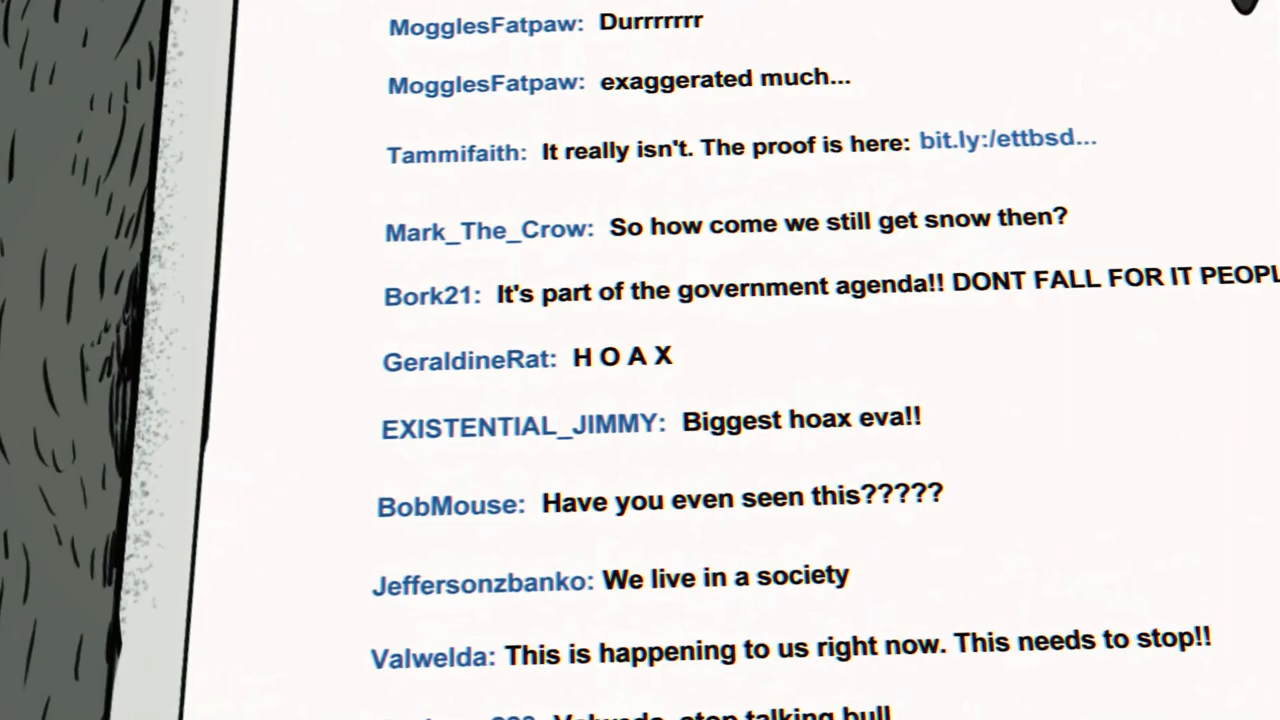 MogglesFatpaw: Durrrrrrr
MogglesFatpaw: exaggerated much...
Tammifaith: It really isn't. The proof is here: bit.ly:/ettbsd...
Mark_The_Crow: So how come we still get snow then?
Bork21: It's part of the government agenda!! DONT FALL FOR IT PEOPL
GeraldineRat: H O A X
EXISTENTIAL_JIMMY: Biggest hoax eva!!
BobMouse: Have you even seen this?????
Jeffersonzbanko: We live in a society
Valwelda: This is happening to us right now. This needs to stop!!
stop talking bull